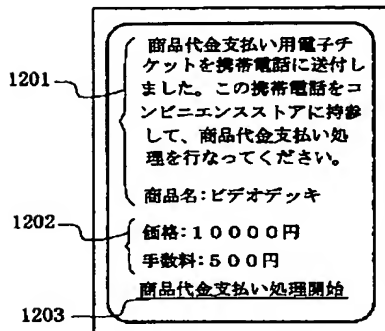 商品代金支払い用電子チ
ケットを携帯電話に送付し
1201
ました。この携帯電話をコ
ンビニエンスストアに持参
して、商品代金支払い処
理を行なってください。
商品名:ビデオデッキ
1202
価格:10000円
手数料:500円
商品代金支払い処理開始
1203